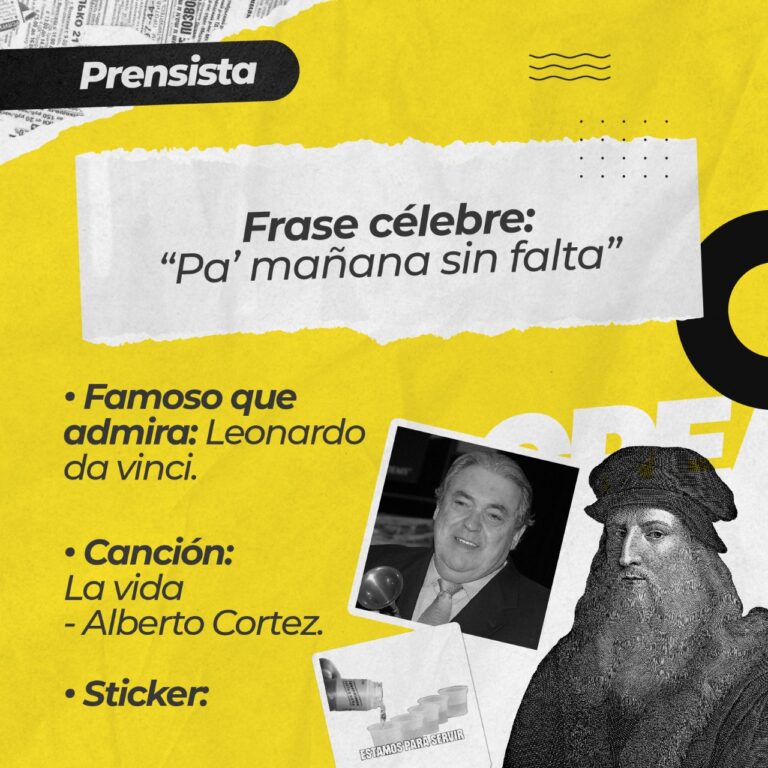 Prensista
Frase célebre:
“Pa’ mañana sin falta”
• Famoso que
admira: Leonardo
da vinci.
• Canción:
La vida
- Alberto Cortez.
• Sticker:
ESTAMOS PARA SERVIR